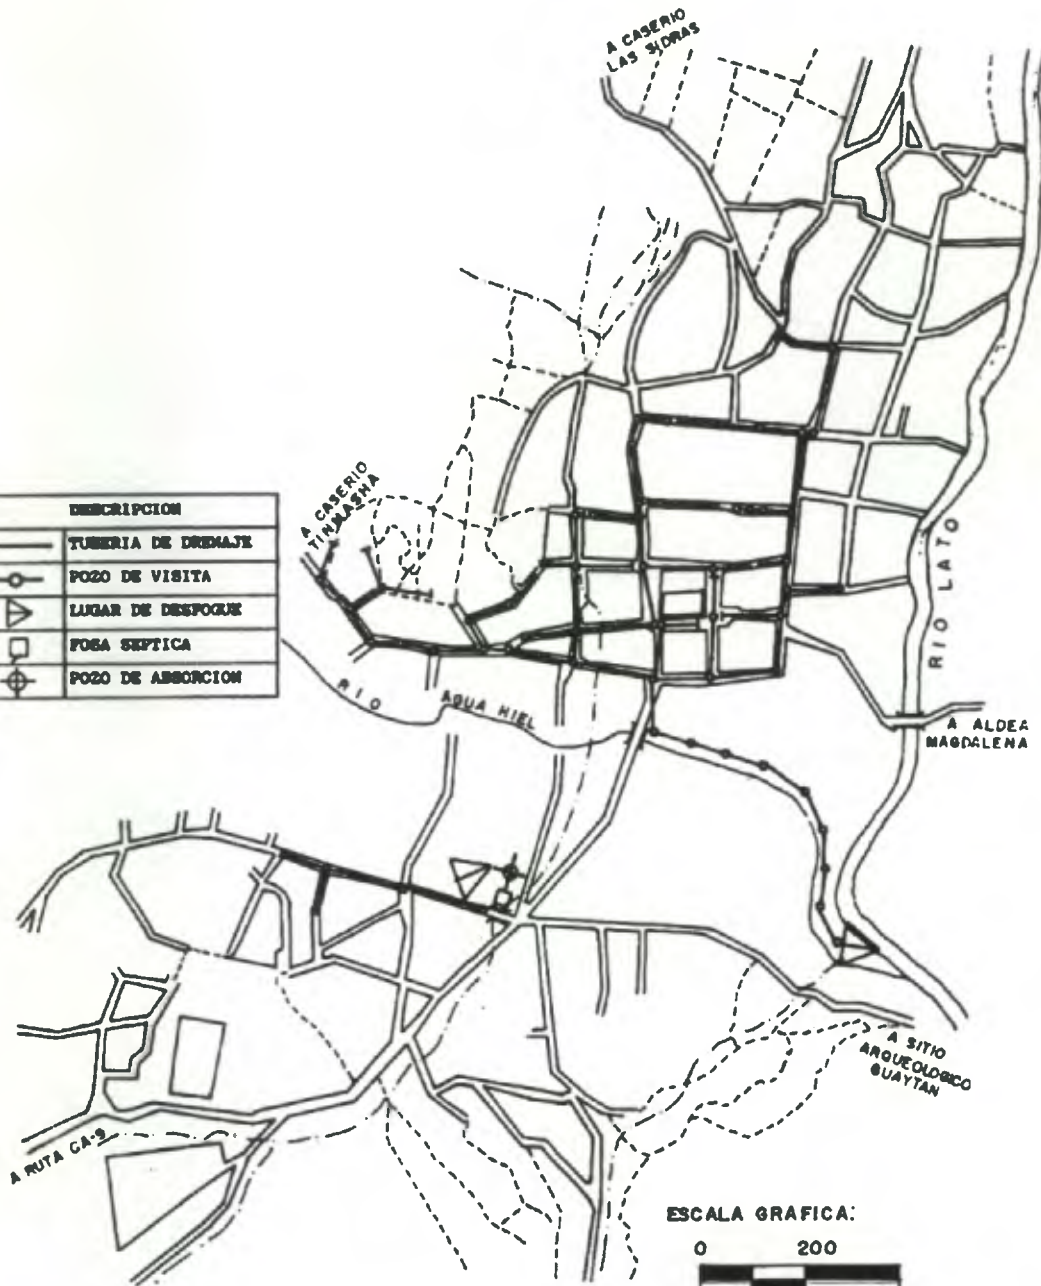 A CASERIO
LAS SIDRAS
A CASERIO
TINMASHA
DESCRIPCION
TUBERIA DE DRENAJE
POZO DE VISITA
LUGAR DE DESFOGUE
FOSA SEPTICA
POZO DE ABSORCION
RIO LATO
RIO AGUA HIEL
A ALDEA
MAGDALENA
A SITIO
ARQUEOLOGICO
GUAYTAN
A RUTA CA-9
ESCALA GRAFICA:
0 200